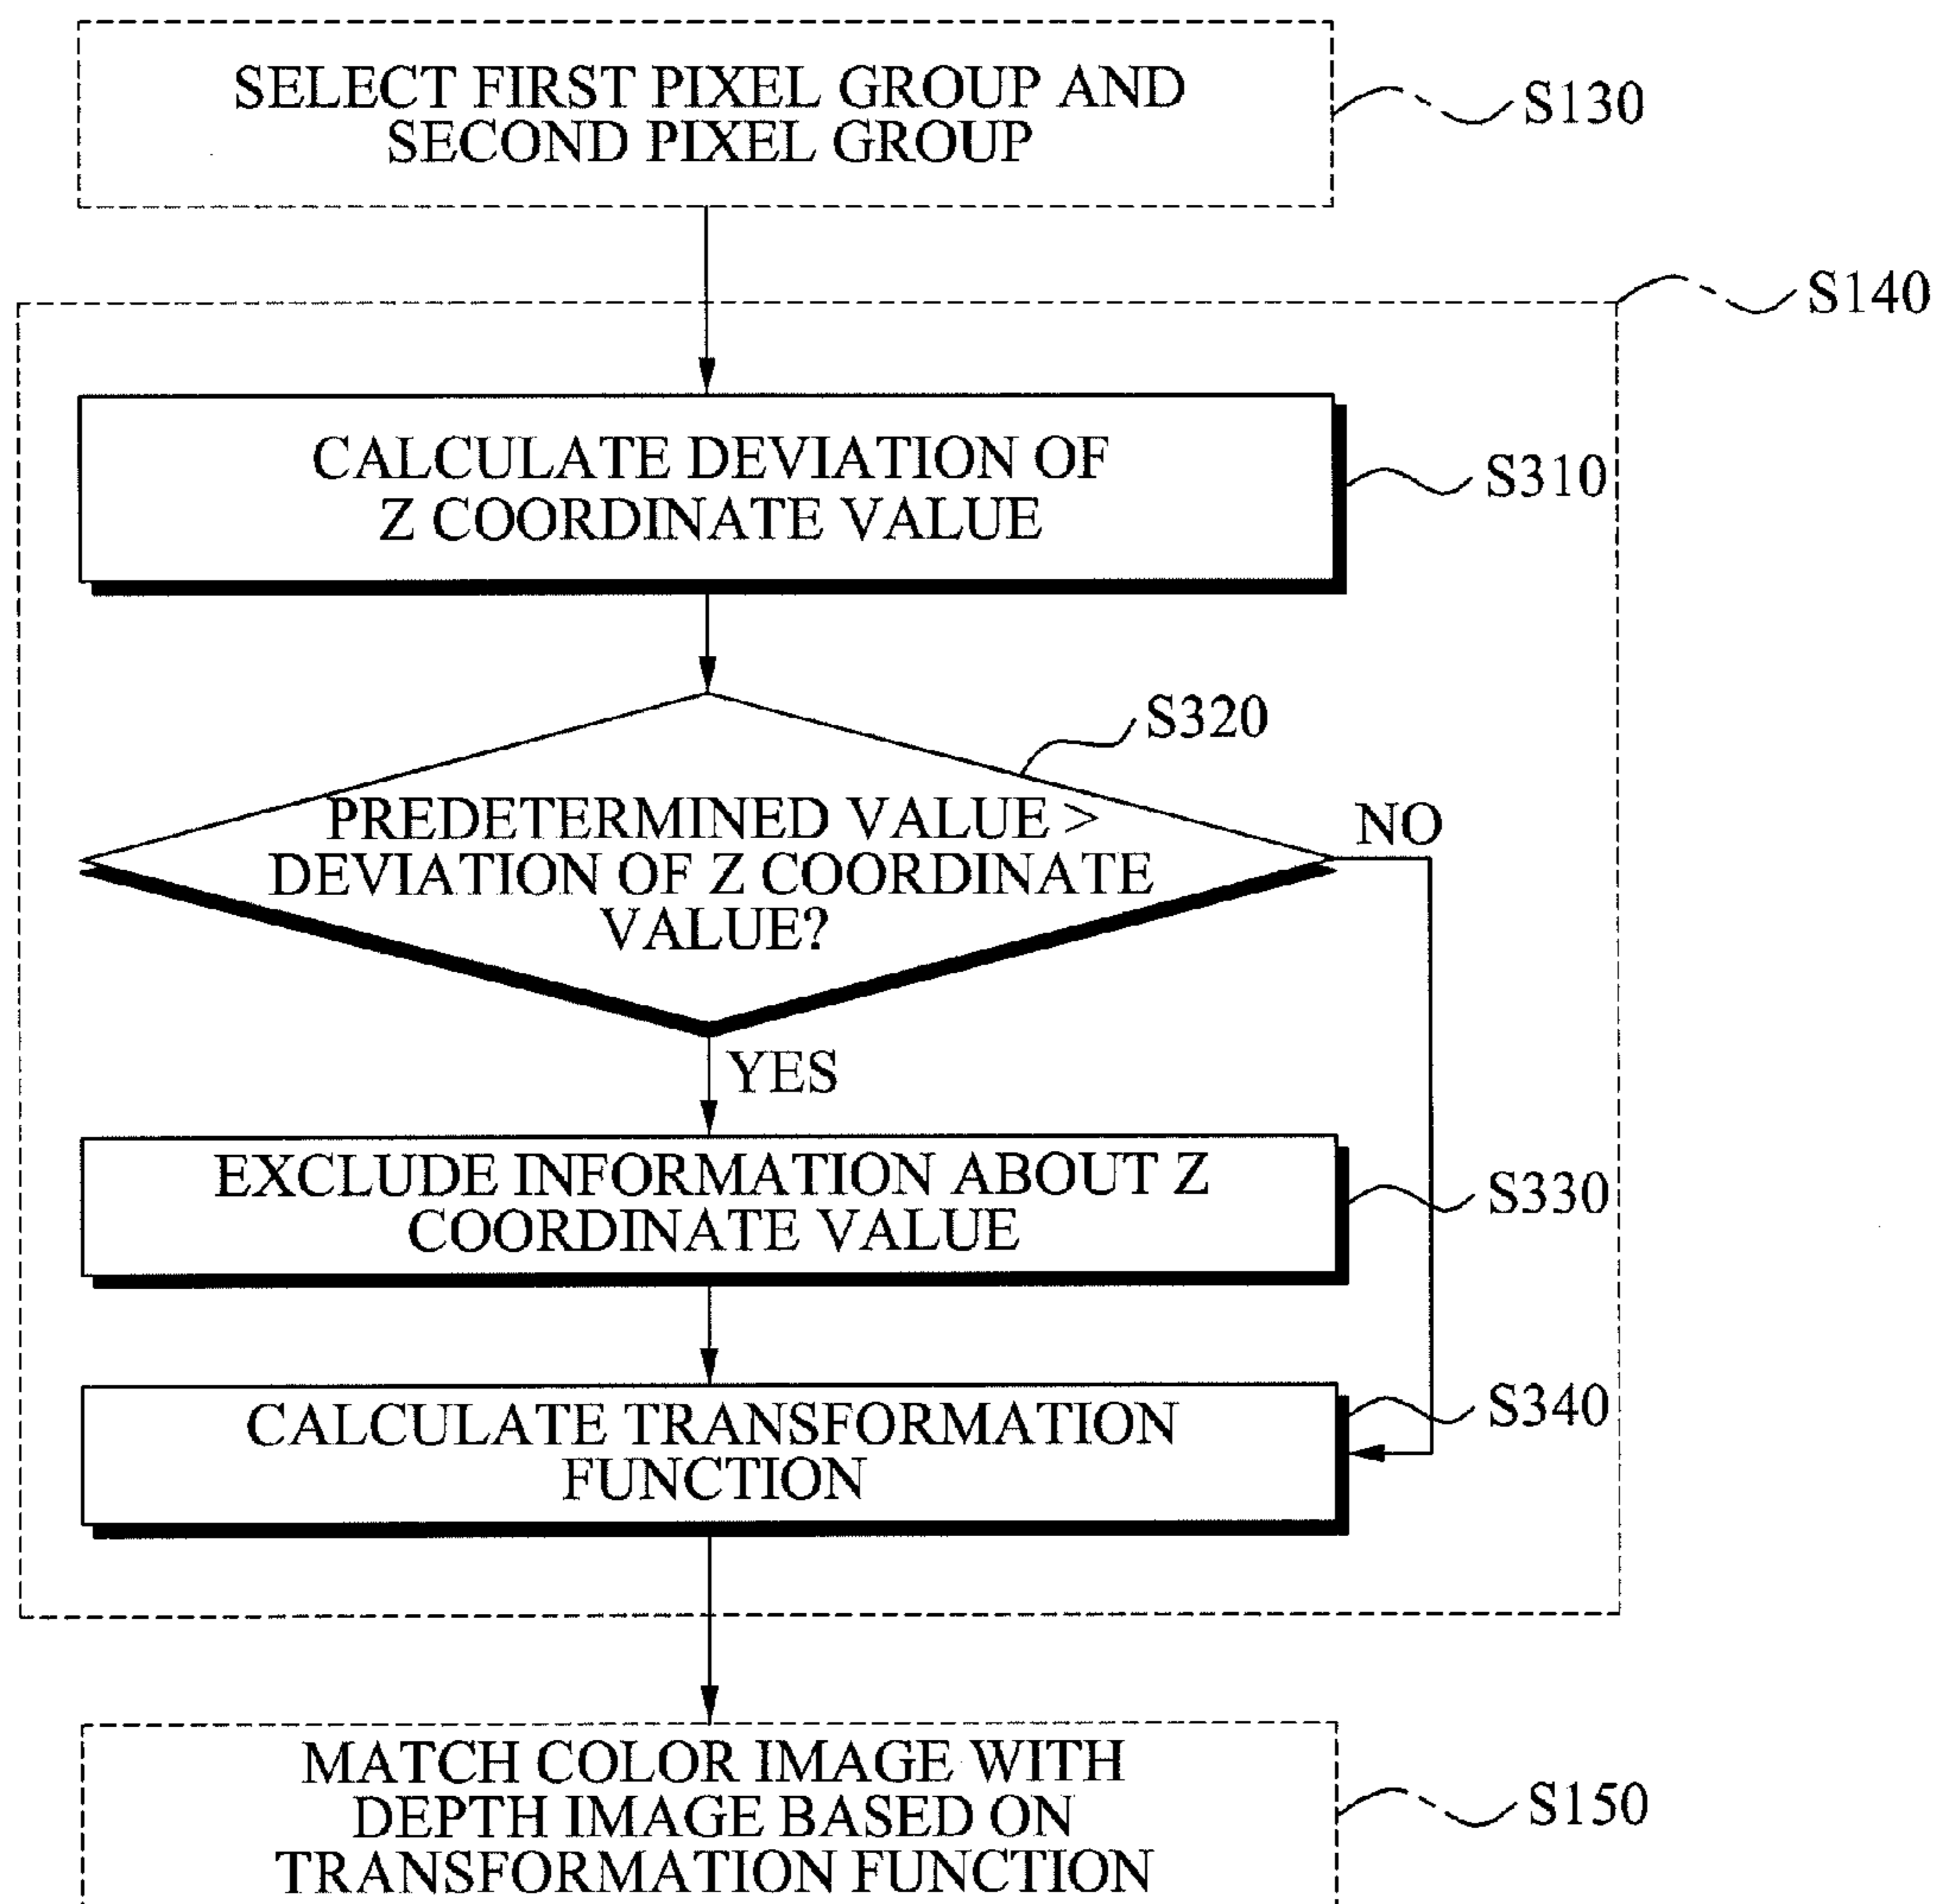 SELECT FIRST PIXEL GROUP AND
SECOND PIXEL GROUP
S130
S140
CALCULATE DEVIATION OF
Z COORDINATE VALUE
S310
S320
PREDETERMINED VALUE >
DEVIATION OF Z COORDINATE
VALUE?
NO
YES
EXCLUDE INFORMATION ABOUT Z
COORDINATE VALUE
S330
CALCULATE TRANSFORMATION
FUNCTION
S340
MATCH COLOR IMAGE WITH
DEPTH IMAGE BASED ON
TRANSFORMATION FUNCTION
S150